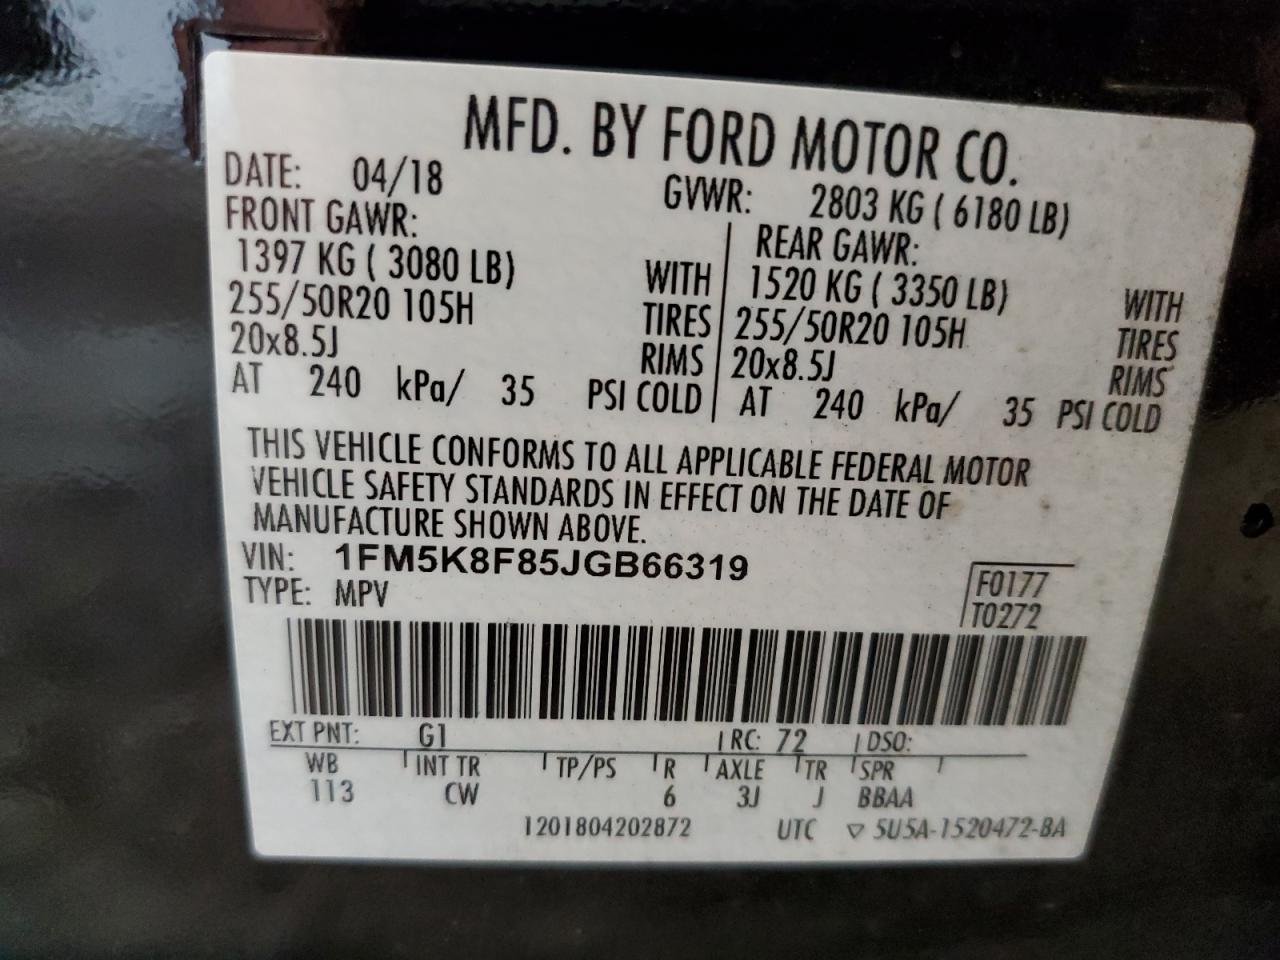 MFD. BY FORD MOTOR CO.
DATE: 04/18 GVWR: 2803 KG ( 6180 LB)
FRONT GAWR: REAR GAWR:
1397 KG ( 3080 LB) WITH 1520 KG ( 3350 LB) WITH
255/50R20 105H TIRES 255/50R20 105H TIRES
20x8.5J RIMS 20x8.5J RIMS
AT 240 kPa/ 35 PSI COLD AT 240 kPa/ 35 PSI COLD
THIS VEHICLE CONFORMS TO ALL APPLICABLE FEDERAL MOTOR
VEHICLE SAFETY STANDARDS IN EFFECT ON THE DATE OF
MANUFACTURE SHOWN ABOVE.
VIN: 1FM5K8F85JGB66319
TYPE: MPV
F0177
T0272
EXT PNT: G1 RC: 72 DSO:
WB INT TR TP/PS R AXLE TR SPR
113 CW 6 3J J BBAA
1201804202872 UTC ▽ 5U5A-1520472-BA